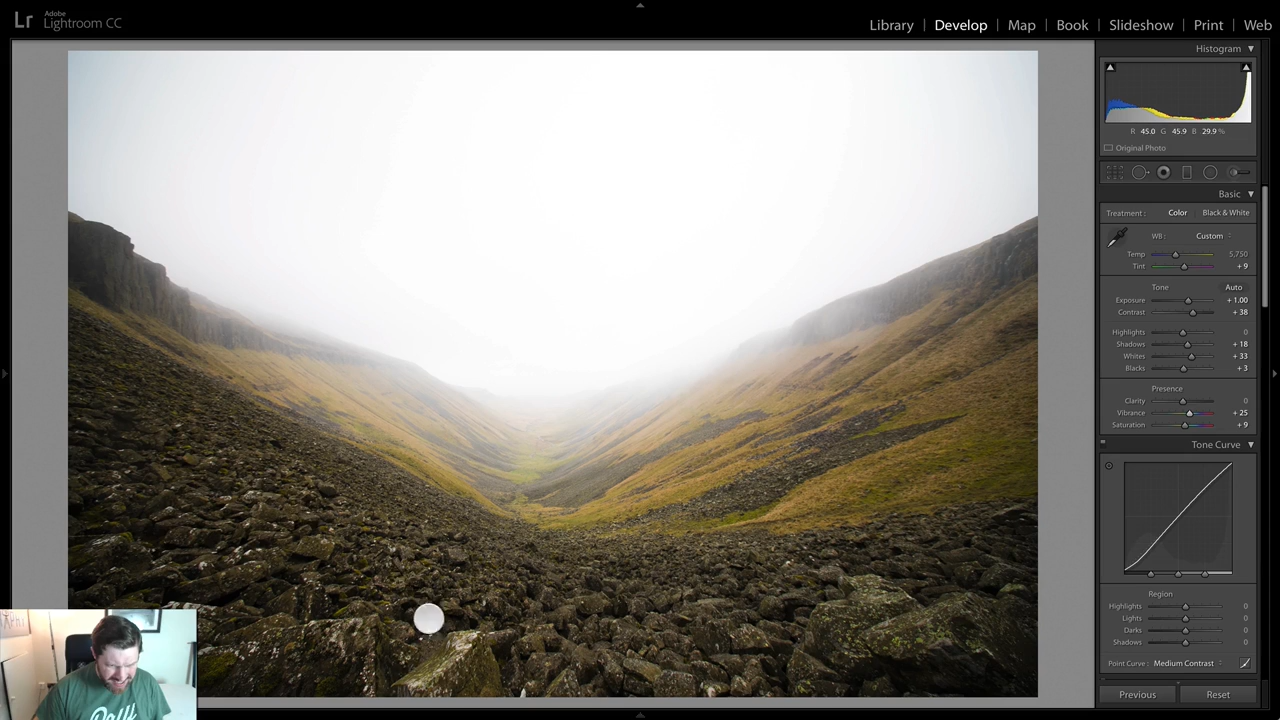 Lr Adobe Lightroom CC
Library | Develop | Map | Book | Slideshow | Print | Web
Histogram
R 45.0 G 45.9 B 29.9 %
Original Photo
Basic
Treatment : Color Black & White
WB : Custom
Temp 5,750
Tint + 9
Tone Auto
Exposure + 1.00
Contrast + 38
Highlights 0
Shadows + 18
Whites + 33
Blacks + 3
Presence
Clarity 0
Vibrance + 25
Saturation + 9
Tone Curve
Region
Highlights 0
Lights 0
Darks 0
Shadows 0
Point Curve : Medium Contrast
Previous Reset